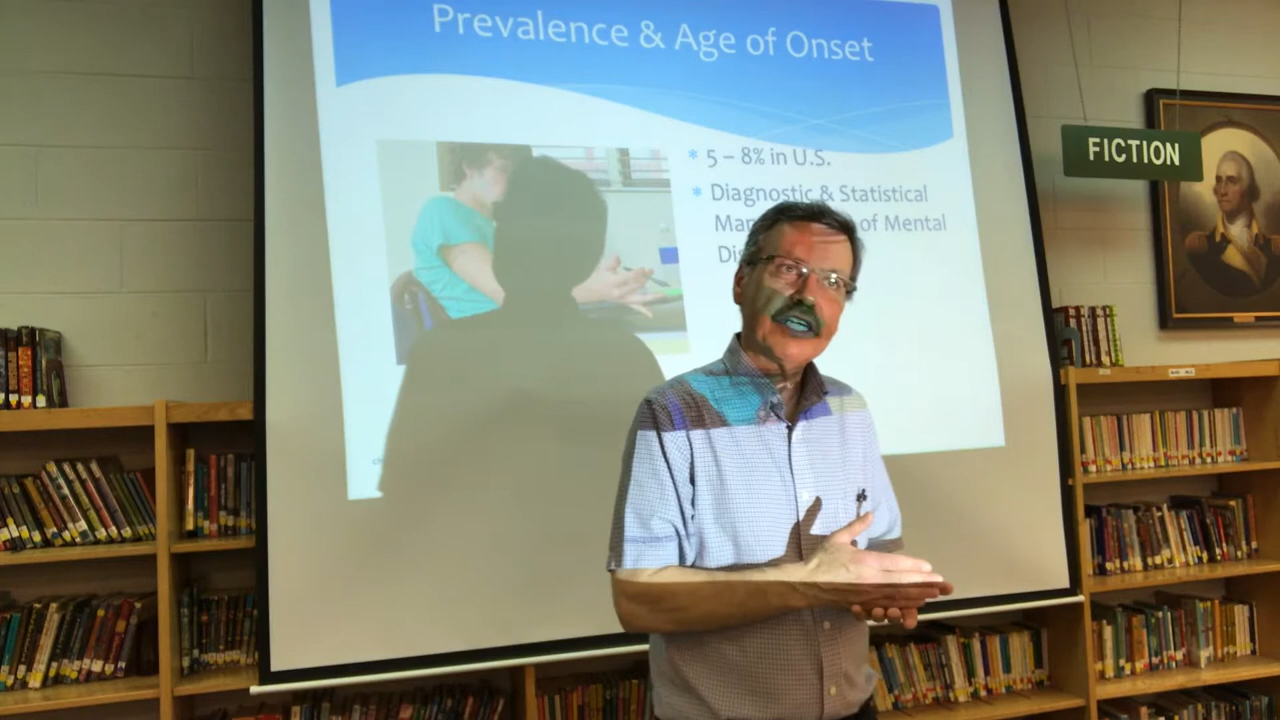 Prevalence & Age of Onset
* 5 – 8% in U.S.
* Diagnostic & Statistical
of Mental
FICTION